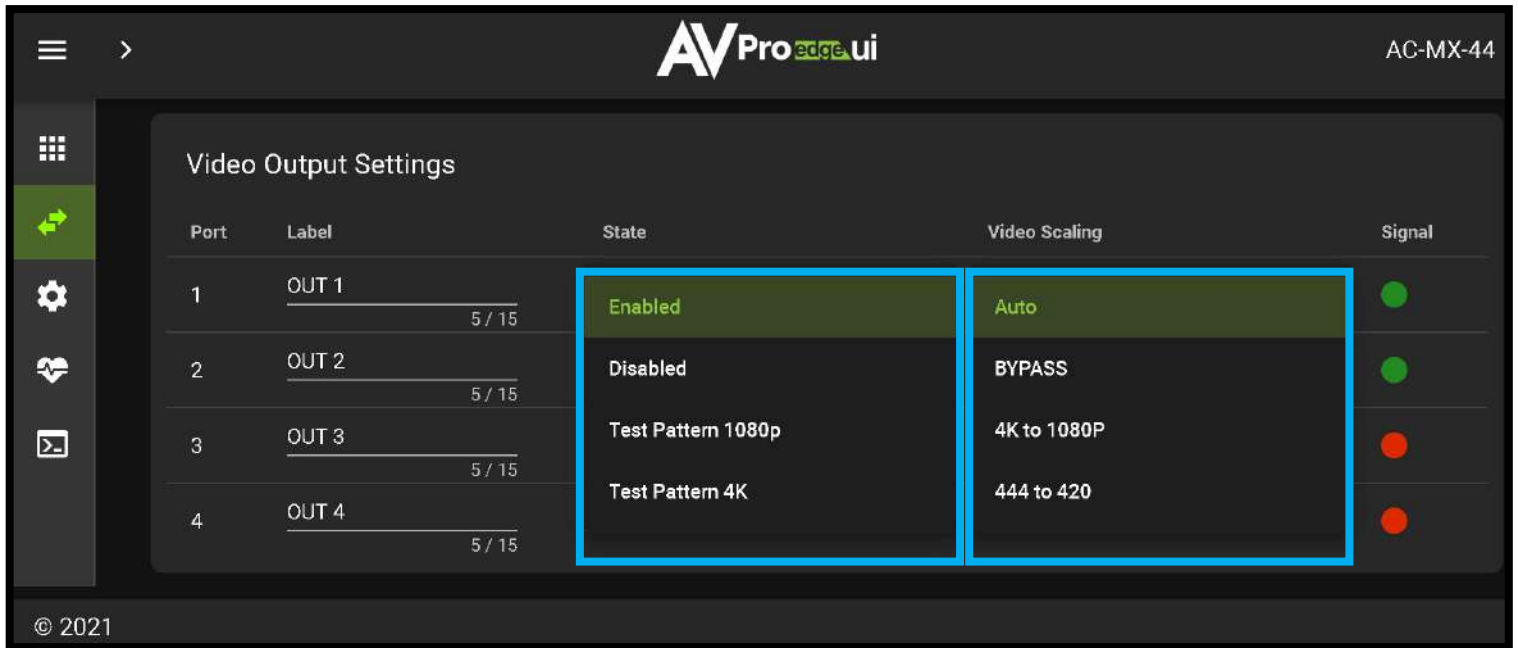 AVPro edge.ui
AC-MX-44
Video Output Settings
Port Label State Video Scaling Signal
1 OUT 1 Enabled Auto
5 / 15
2 OUT 2 Disabled BYPASS
5 / 15
3 OUT 3 Test Pattern 1080p 4K to 1080P
5 / 15
Test Pattern 4K 444 to 420
4 OUT 4
5 / 15
© 2021